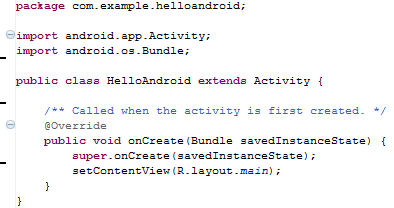 package com.example.helloandroid;
import android.app.Activity;
import android.os.Bundle;
public class HelloAndroid extends Activity {
/** Called when the activity is first created. */
@Override
public void onCreate(Bundle savedInstanceState) {
super.onCreate(savedInstanceState);
setContentView(R.layout.main);
}
}